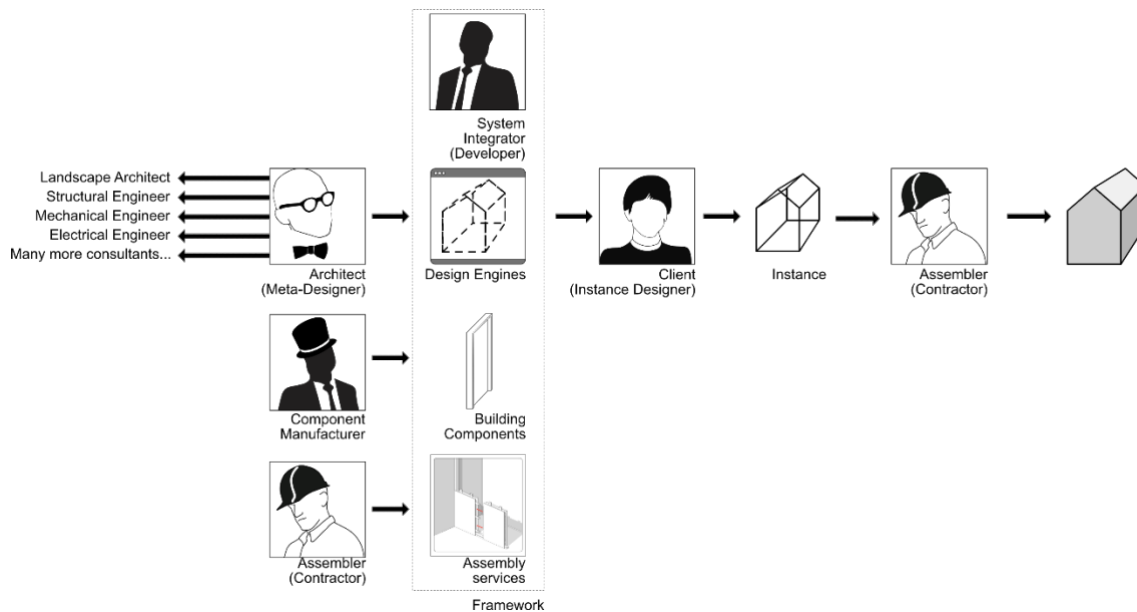 System
Integrator
(Developer)
Landscape Architect
Structural Engineer
Mechanical Engineer
Electrical Engineer
Many more consultants...
Architect
(Meta-Designer)
Design Engines
Client
(Instance Designer)
Instance
Assembler
(Contractor)
Component
Manufacturer
Building
Components
Assembler
(Contractor)
Assembly
services
Framework